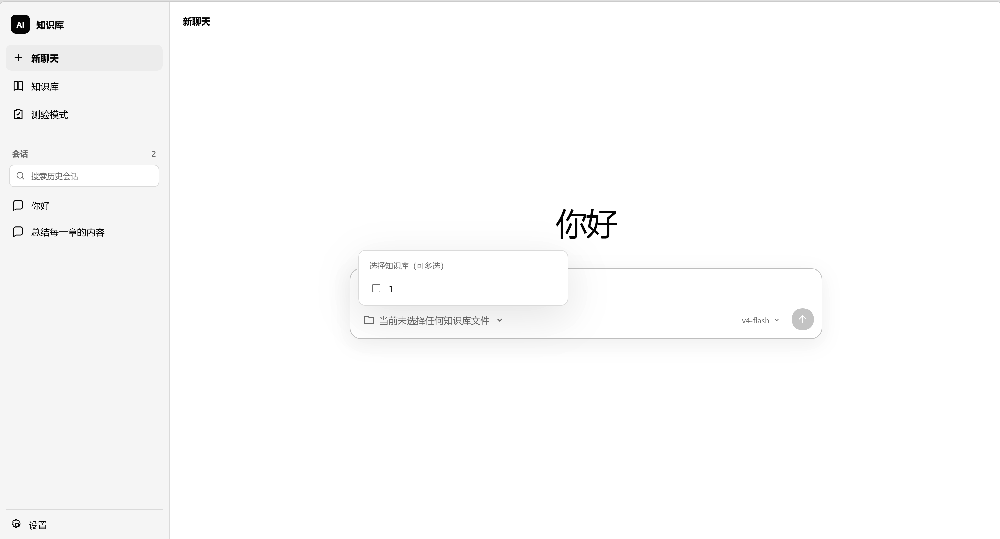 AI 知识库
新聊天
知识库
测验模式
会话 2
搜索历史会话
你好
总结每一章的内容
设置
新聊天
你好
选择知识库（可多选）
1
当前未选择任何知识库文件
v4-flash